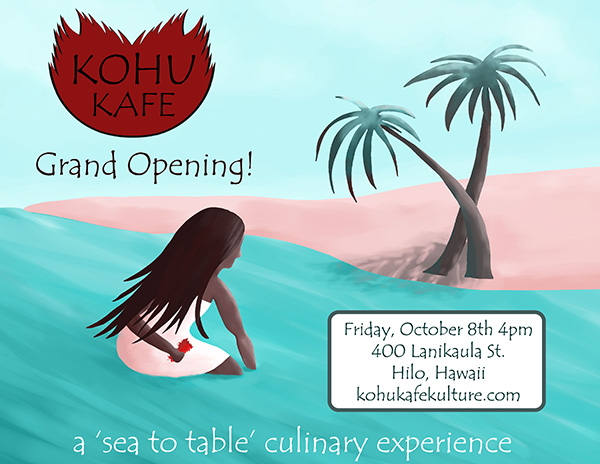 KOHU
KAFE
Grand Opening!
Friday, October 8th 4pm
400 Lanikaula St.
Hilo, Hawaii
kohukafekulture.com
a 'sea to table' culinary experience